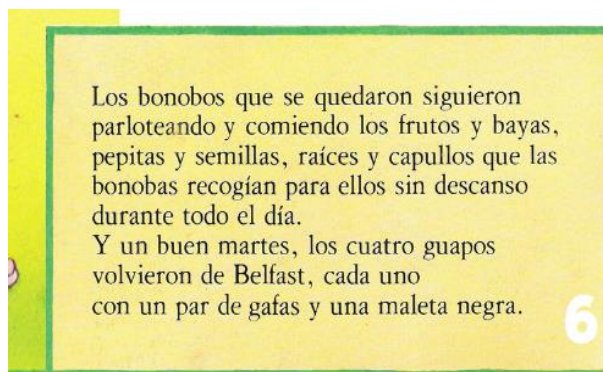 Los bonobos que se quedaron siguieron
parloteando y comiendo los frutos y bayas,
pepitas y semillas, raíces y capullos que las
bonobas recogían para ellos sin descanso
durante todo el día.
Y un buen martes, los cuatro guapos
volvieron de Belfast, cada uno
con un par de gafas y una maleta negra.
6